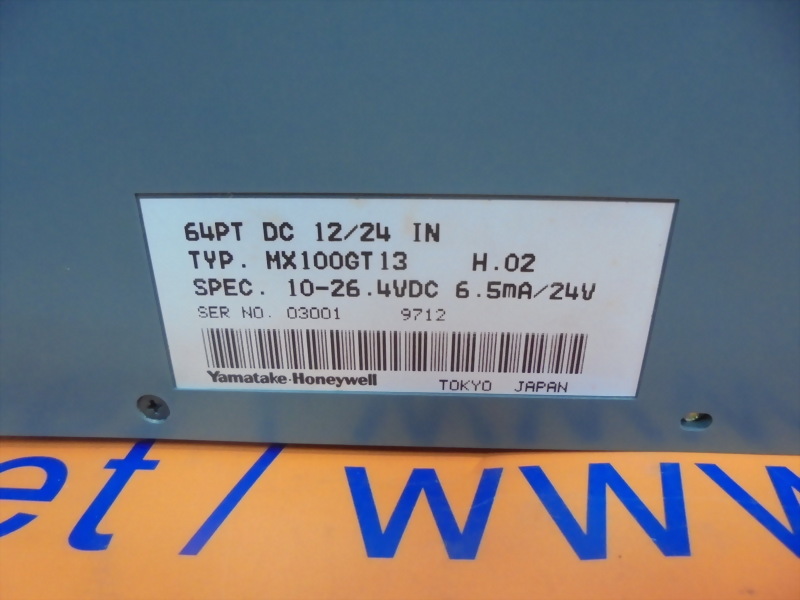 64PT DC 12/24 IN
TYP. MX100GT13 H.02
SPEC. 10-26.4VDC 6.5mA/24V
SER NO. 03001 9712
Yamatake-Honeywell TOKYO JAPAN
et / www